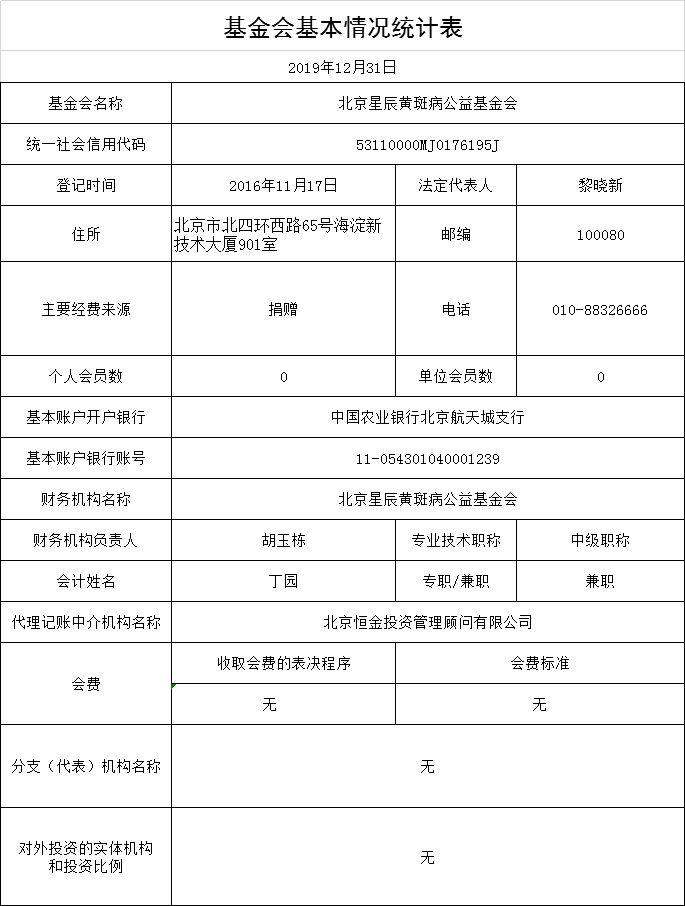 基金会基本情况统计表
2019年12月31日
基金会名称 北京星辰黄斑病公益基金会
统一社会信用代码 53110000MJ0176195J
登记时间 2016年11月17日 法定代表人 黎晓新
住所 北京市北四环西路65号海淀新
技术大厦901室 邮编 100080
主要经费来源 捐赠 电话 010-88326666
个人会员数 0 单位会员数 0
基本账户开户银行 中国农业银行北京航天城支行
基本账户银行账号 11-054301040001239
财务机构名称 北京星辰黄斑病公益基金会
财务机构负责人 胡玉栋 专业技术职称 中级职称
会计姓名 丁园 专职/兼职 兼职
代理记账中介机构名称 北京恒金投资管理顾问有限公司
会费 收取会费的表决程序 会费标准
无 无
分支（代表）机构名称 无
对外投资的实体机构
和投资比例 无